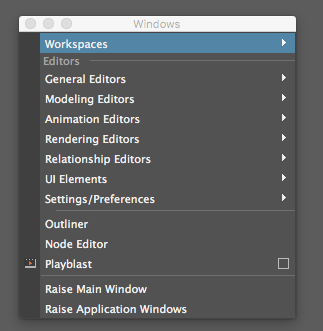 Windows
Workspaces
Editors
General Editors
Modeling Editors
Animation Editors
Rendering Editors
Relationship Editors
UI Elements
Settings/Preferences
Outliner
Node Editor
Playblast
Raise Main Window
Raise Application Windows